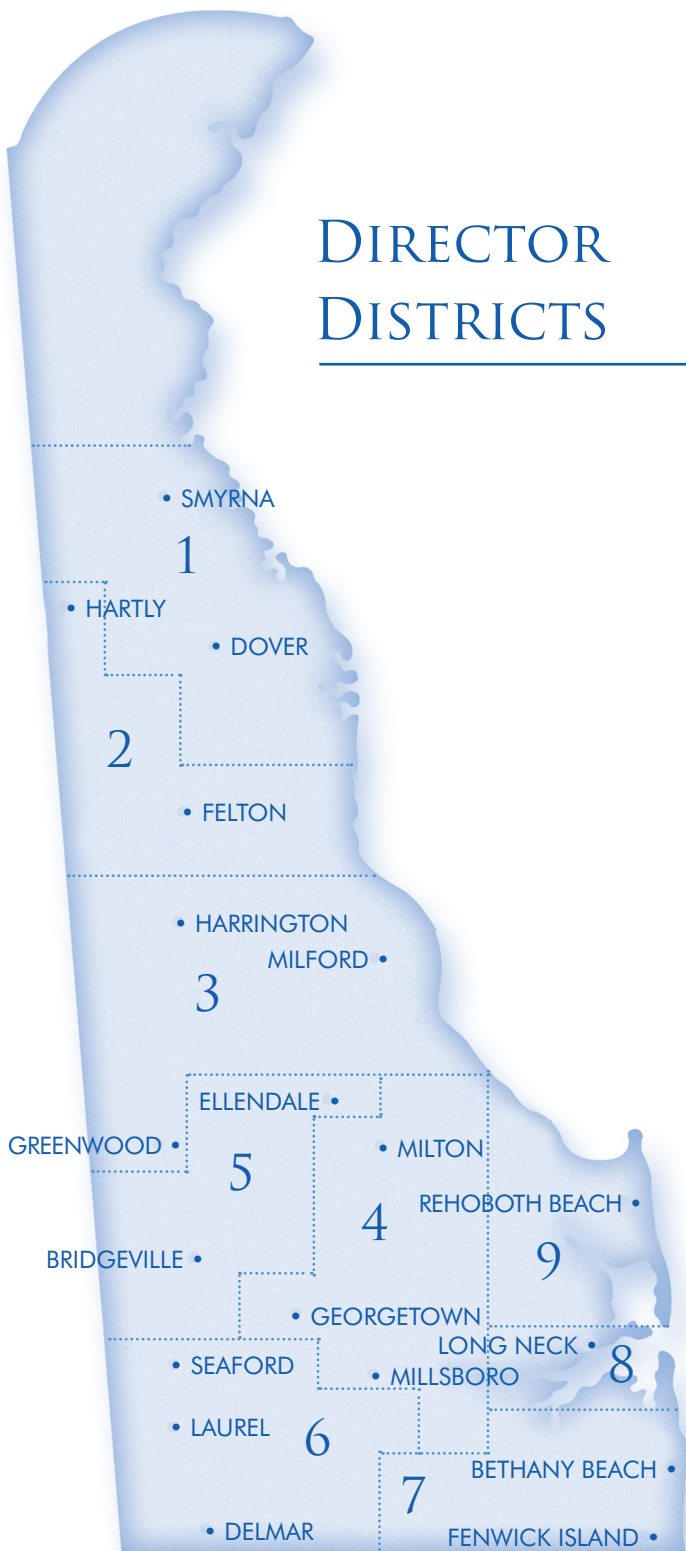 DIRECTOR
DISTRICTS
SMYRNA
1
HARTLY
DOVER
2
FELTON
HARRINGTON
MILFORD
3
ELLENDALE
GREENWOOD
MILTON
5
REHOBOTH BEACH
4
BRIDGEVILLE
9
GEORGETOWN
LONG NECK
SEAFORD
8
MILLSBORO
LAUREL
6
BETHANY BEACH
7
DELMAR
FENWICK ISLAND